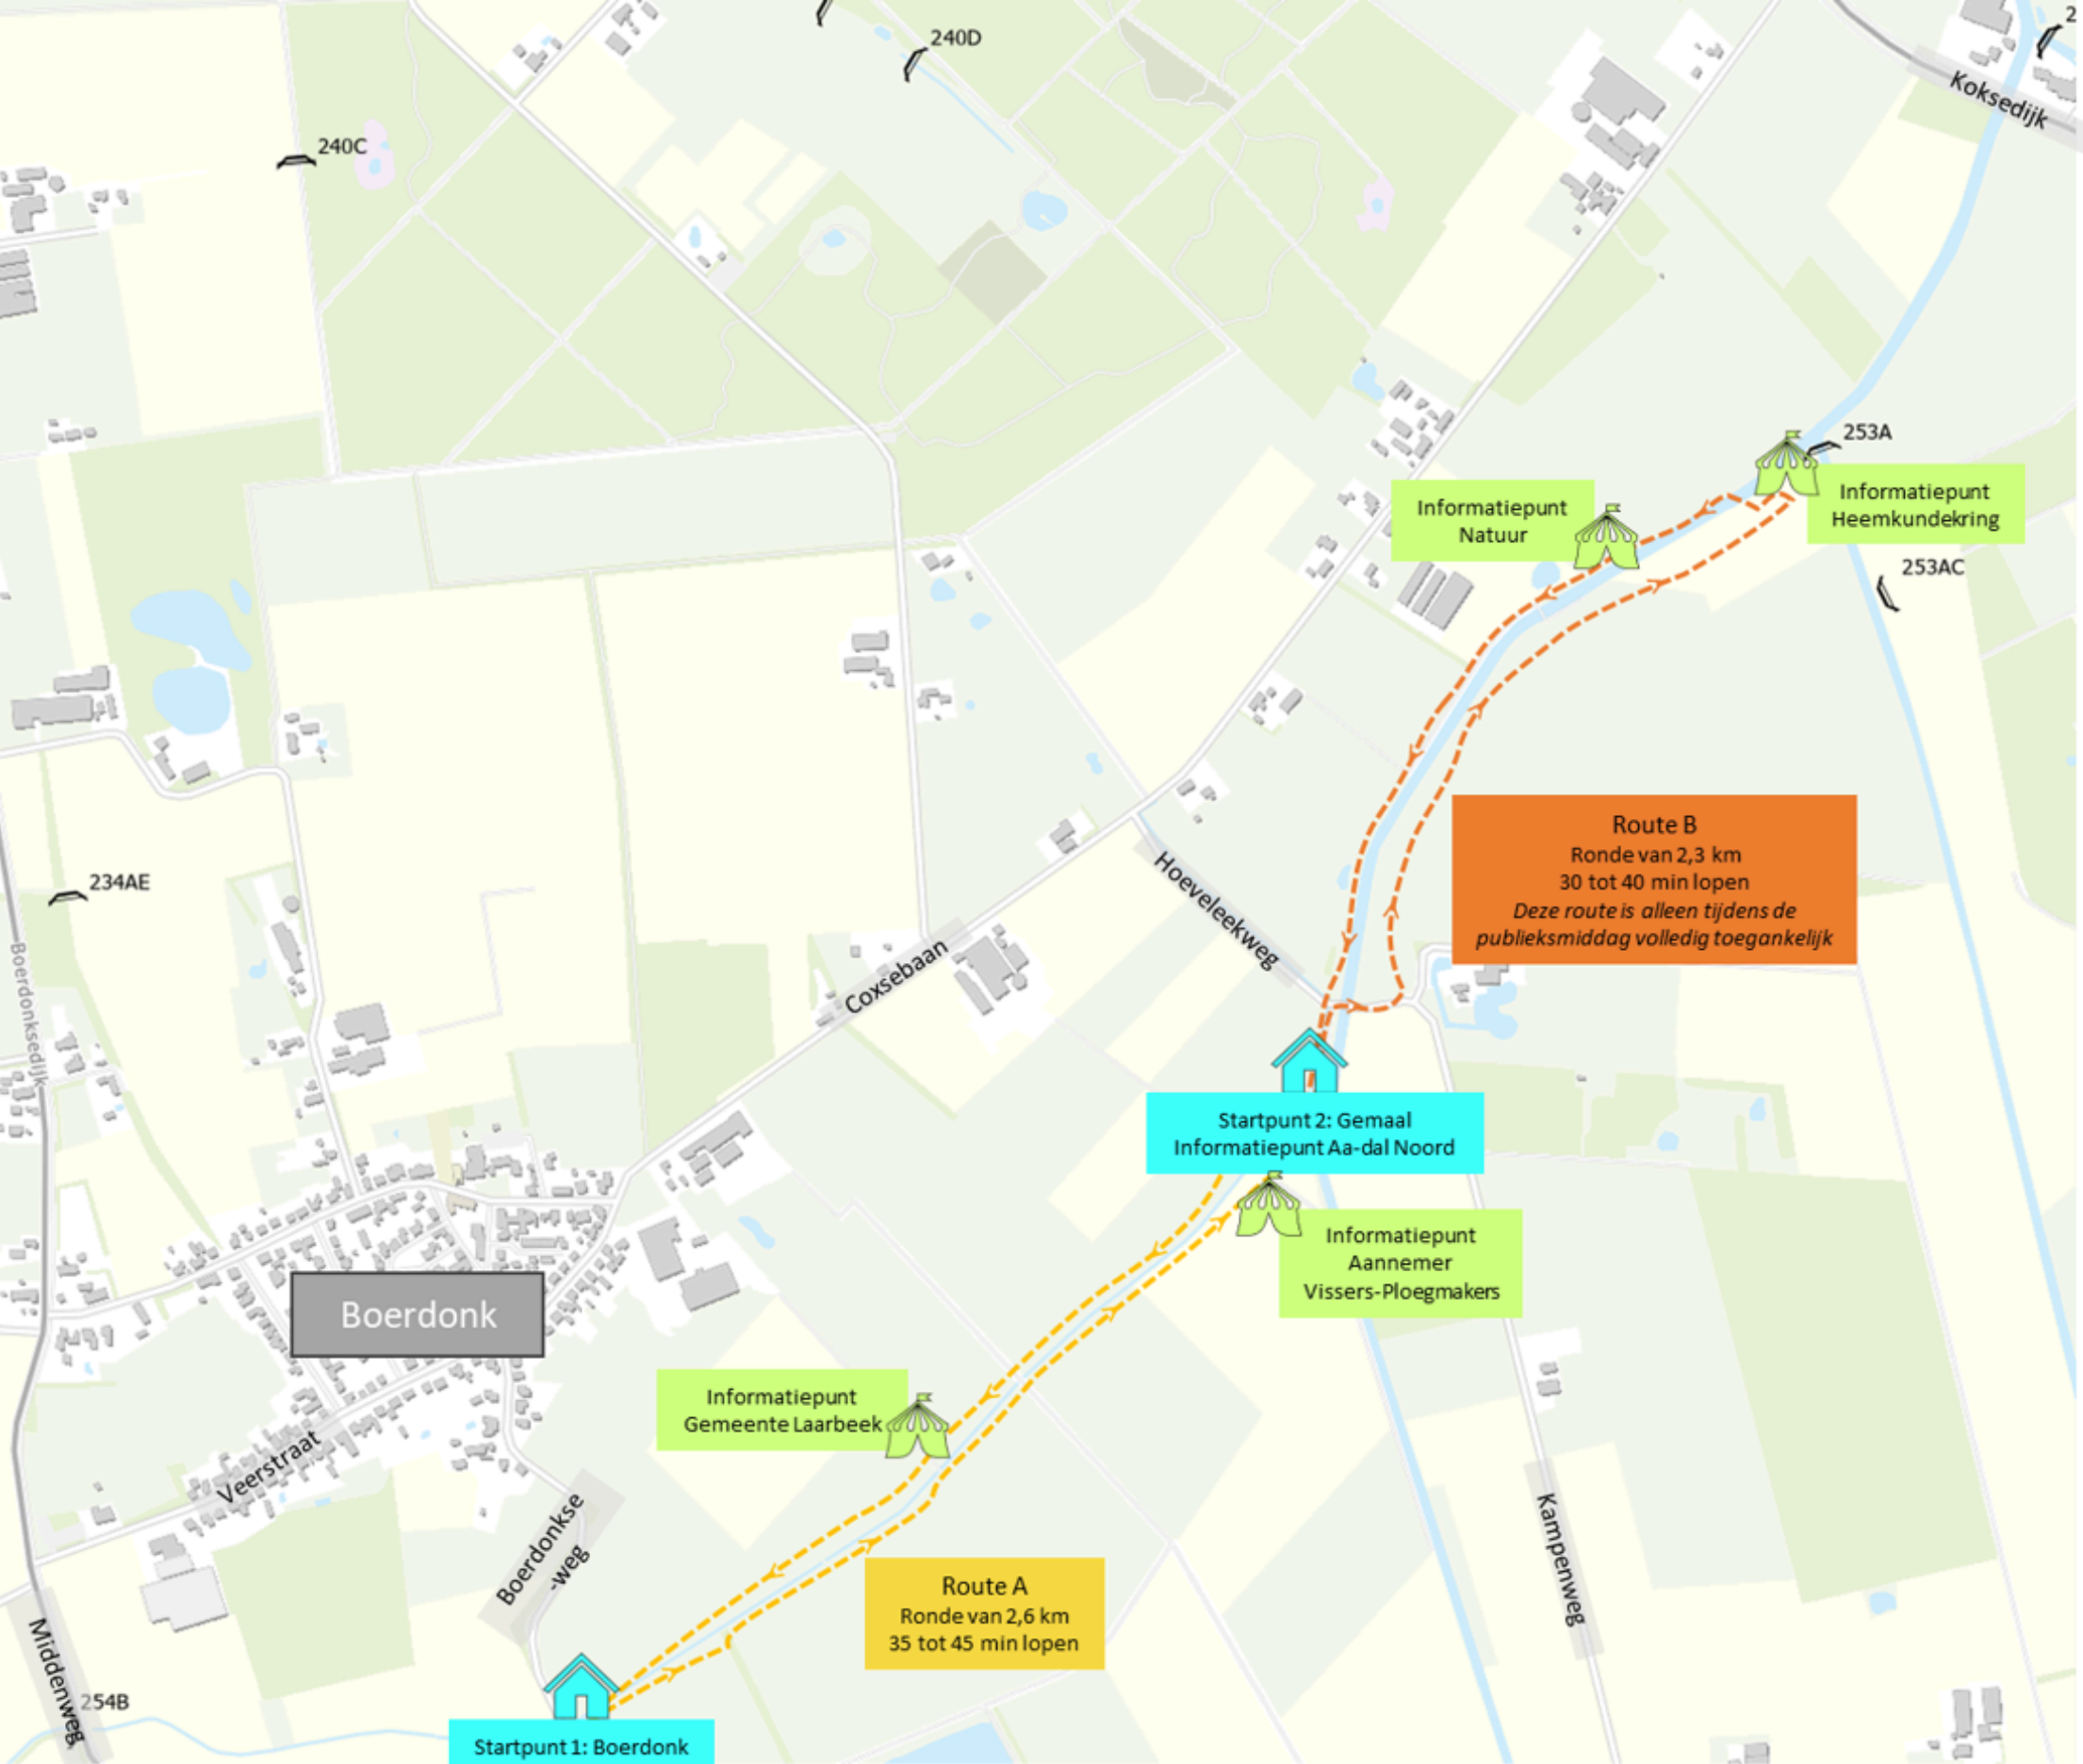 240D
2
Koksedijk
240C
253A
Informatiepunt
Heemkundekring
Informatiepunt
Natuur
253AC
Route B
Ronde van 2,3 km
30 tot 40 min lopen
Deze route is alleen tijdens de
publieksmiddag volledig toegankelijk
Hoeveleekweg
234AE
Boerdonksedijk
Coxsebaan
Startpunt 2: Gemaal
Informatiepunt Aa-dal Noord
Informatiepunt
Aannemer
Vissers-Ploegmakers
Boerdonk
Informatiepunt
Gemeente Laarbeek
Veerstraat
Boerdonkse
-weg
Kampenweg
Route A
Ronde van 2,6 km
35 tot 45 min lopen
Middenweg
254B
Startpunt 1: Boerdonk